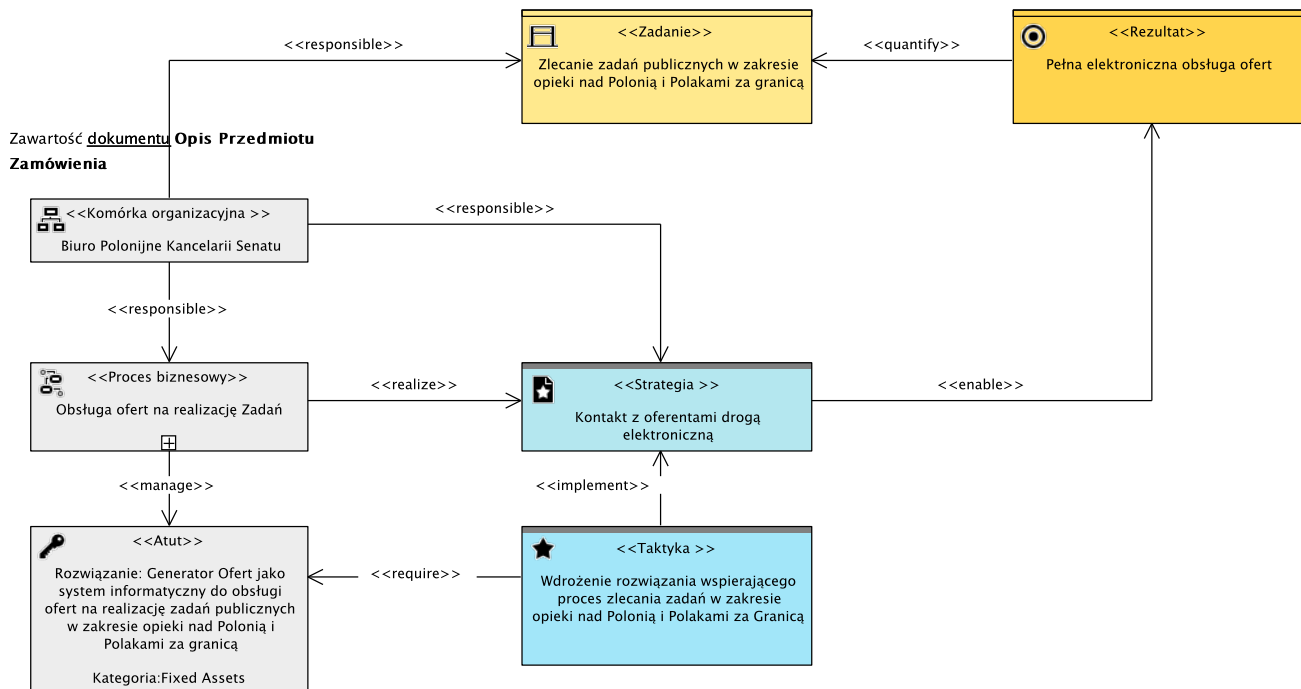 <<responsible>>
<<Zadanie>>
Zlecanie zadań publicznych w zakresie
opieki nad Polonią i Polakami za granicą
<<quantify>>
<<Rezultat>>
Pełna elektroniczna obsługa ofert
Zawartość dokumentu Opis Przedmiotu
Zamówienia
<<Komórka organizacyjna >>
Biuro Polonijne Kancelarii Senatu
<<responsible>>
<<responsible>>
<<Proces biznesowy>>
Obsługa ofert na realizację Zadań
<<realize>>
<<Strategia >>
Kontakt z oferentami drogą
elektroniczną
<<enable>>
<<manage>>
<<implement>>
<<Atut>>
Rozwiązanie: Generator Ofert jako
system informatyczny do obsługi
ofert na realizację zadań publicznych
w zakresie opieki nad Polonią i
Polakami za granicą
Kategoria:Fixed Assets
<<require>>
<<Taktyka >>
Wdrożenie rozwiązania wspierającego
proces zlecania zadań w zakresie
opieki nad Polonią i Polakami za Granicą